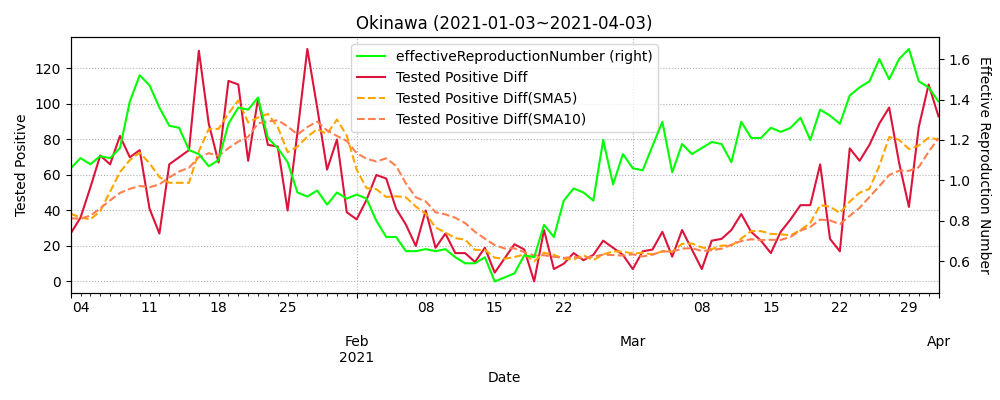 Okinawa (2021-01-03~2021-04-03)
effectiveReproductionNumber (right)
Tested Positive Diff
Tested Positive Diff(SMA5)
Tested Positive Diff(SMA10)
Tested Positive
120
100
80
60
40
20
0
1.6
1.4
1.2
1.0
0.8
0.6
Effective Reproduction Number
04 11 18 25 08 15 22 08 15 22 29
Feb Mar Apr
2021
Date